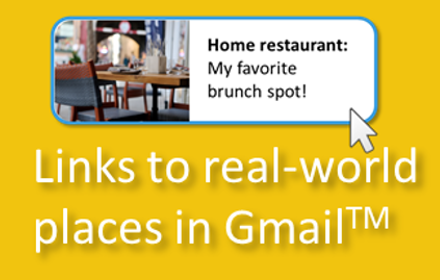 Home restaurant:
My favorite
brunch spot!
Links to real-world
places in Gmail™